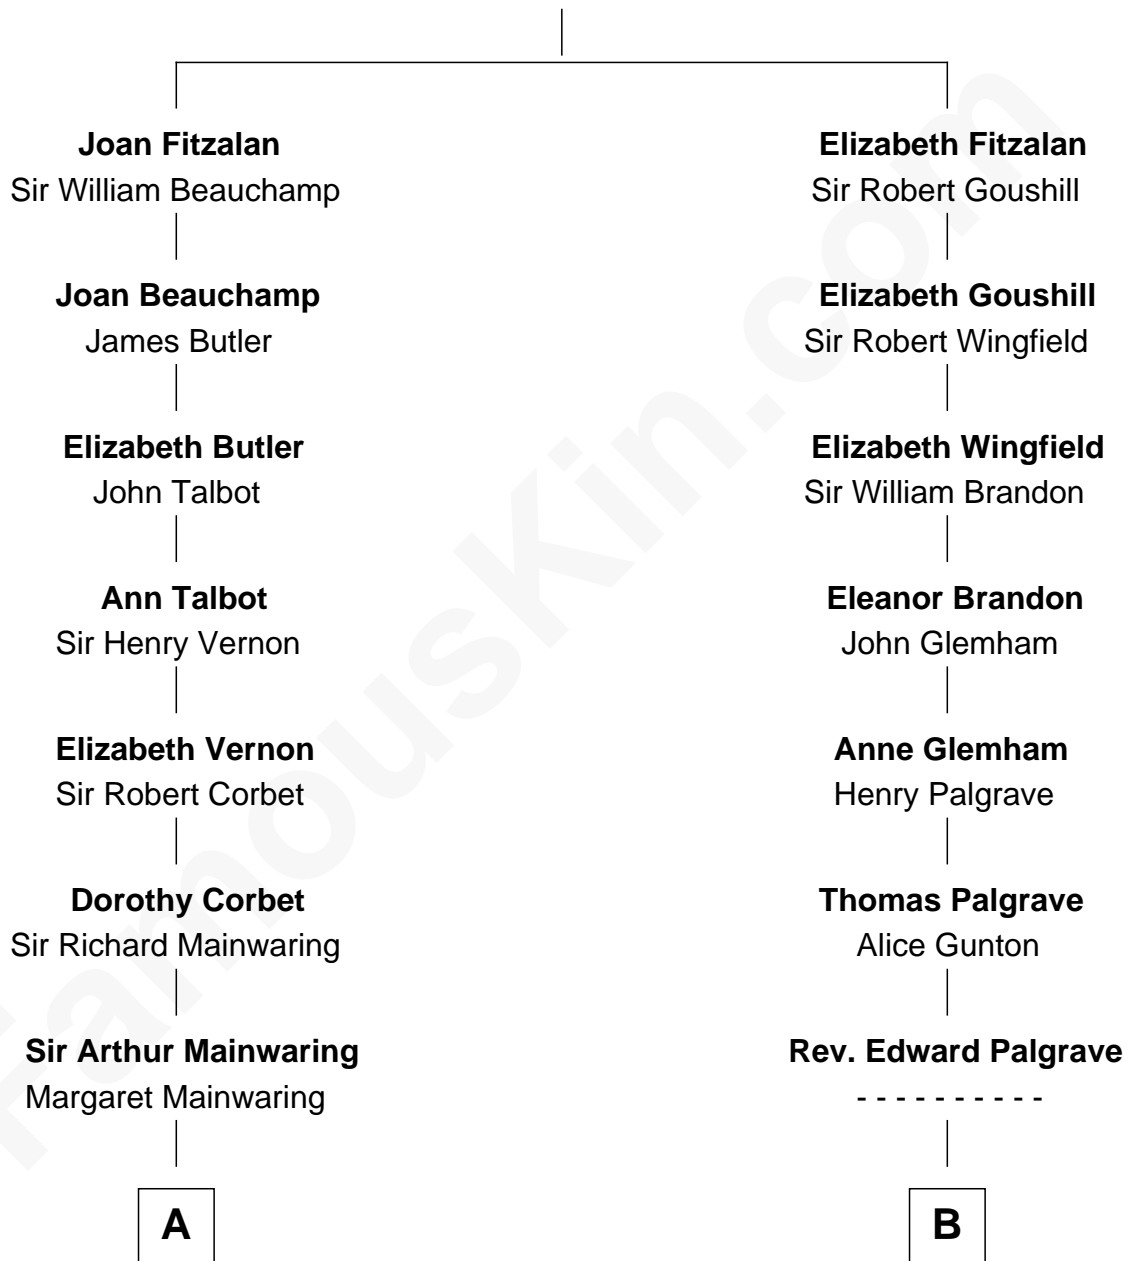 Joan Fitzalan
Sir William Beauchamp
Joan Beauchamp
James Butler
Elizabeth Butler
John Talbot
Ann Talbot
Sir Henry Vernon
Elizabeth Vernon
Sir Robert Corbet
Dorothy Corbet
Sir Richard Mainwaring
Sir Arthur Mainwaring
Margaret Mainwaring
A
Elizabeth Fitzalan
Sir Robert Goushill
Elizabeth Goushill
Sir Robert Wingfield
Elizabeth Wingfield
Sir William Brandon
Eleanor Brandon
John Glemham
Anne Glemham
Henry Palgrave
Thomas Palgrave
Alice Gunton
Rev. Edward Palgrave
- - - - - - - - - -
B
FamousKin.com